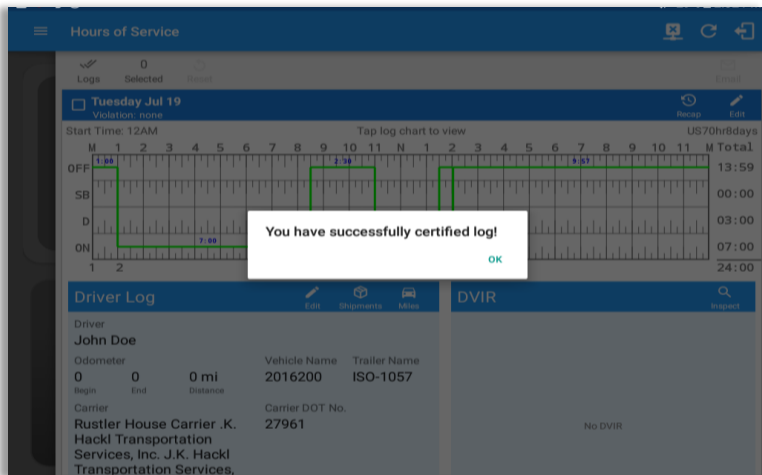 Hours of Service
Logs
0
Selected
Reset
Email
Tuesday Jul 19
Violation: none
Recap
Edit
Start Time: 12AM
Tap log chart to view
US70hr8days
M 1 2 3 4 5 6 7 8 9 10 11 N 1 2 3 4 5 6 7 8 9 10 11 M Total
OFF 1:00 2:30 9:57 13:59
SB 00:00
D 03:00
ON 7:00 07:00
1 2 24:00
You have successfully certified log!
OK
Driver Log
Edit
Shipments
Miles
Driver
John Doe
Odometer
Vehicle Name
Trailer Name
0 0 0 mi
2016200
ISO-1057
Begin End Distance
Carrier
Carrier DOT No.
Rustler House Carrier .K.
27961
Hackl Transportation
Services, Inc. J.K. Hackl
Transportation Services,
DVIR
Inspect
No DVIR